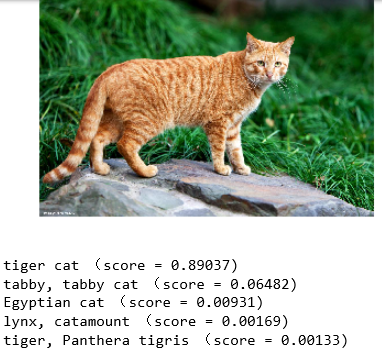 tiger cat （score = 0.89037)
tabby, tabby cat （score = 0.06482)
Egyptian cat （score = 0.00931)
lynx, catamount （score = 0.00169)
tiger, Panthera tigris （score = 0.00133)